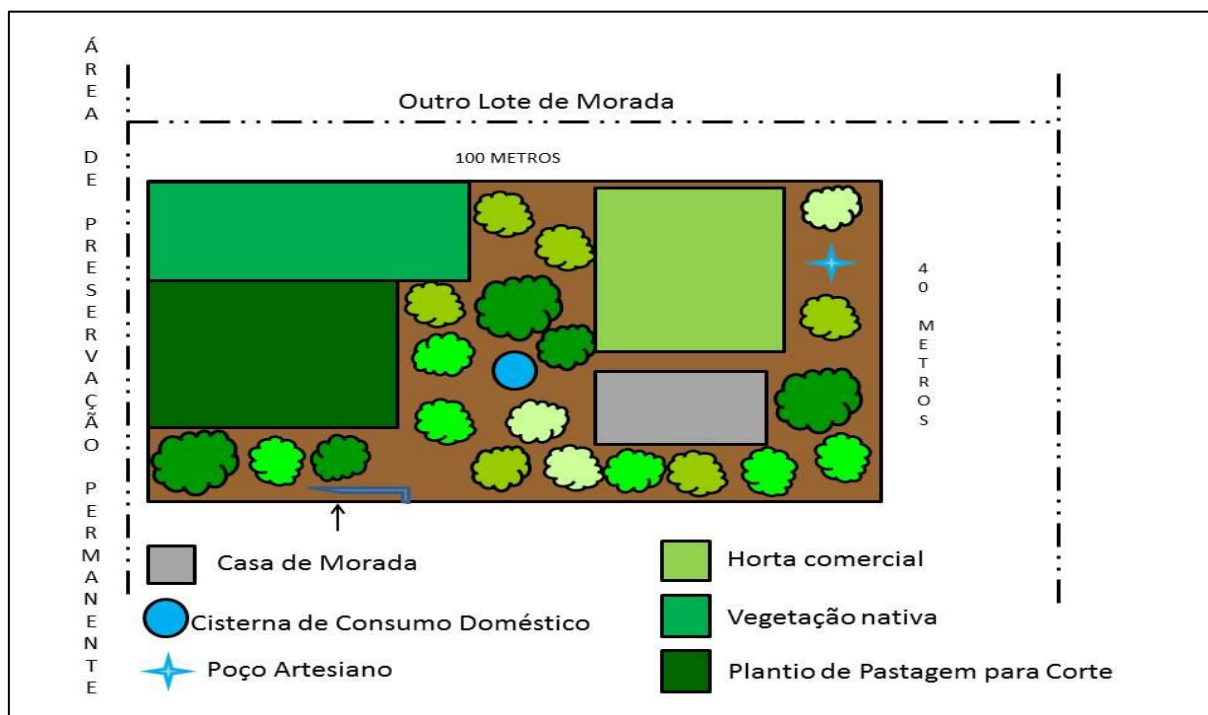 ÁREA DE PRESERVAÇÃO PERMANENTE
Outro Lote de Morada
100 METROS
40 METROS
Casa de Morada
Cisterna de Consumo Doméstico
Poço Artesiano
Horta comercial
Vegetação nativa
Plantio de Pastagem para Corte